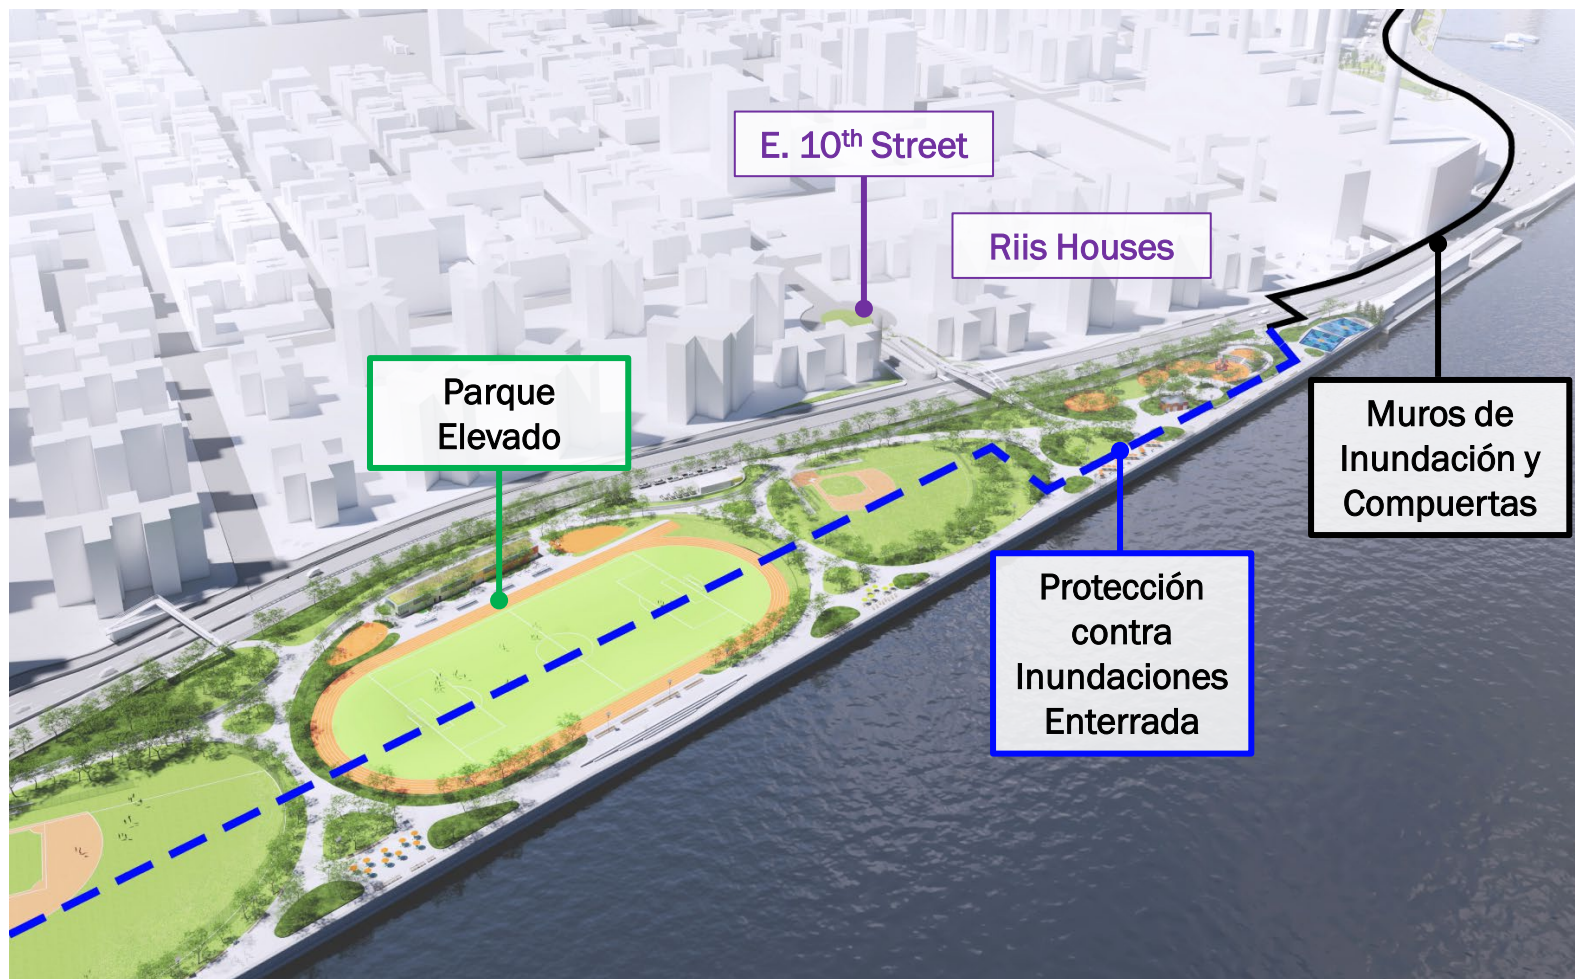 E. 10th Street
Riis Houses
Parque
Elevado
Muros de
Inundación y
Compuertas
Protección
contra
Inundaciones
Enterrada